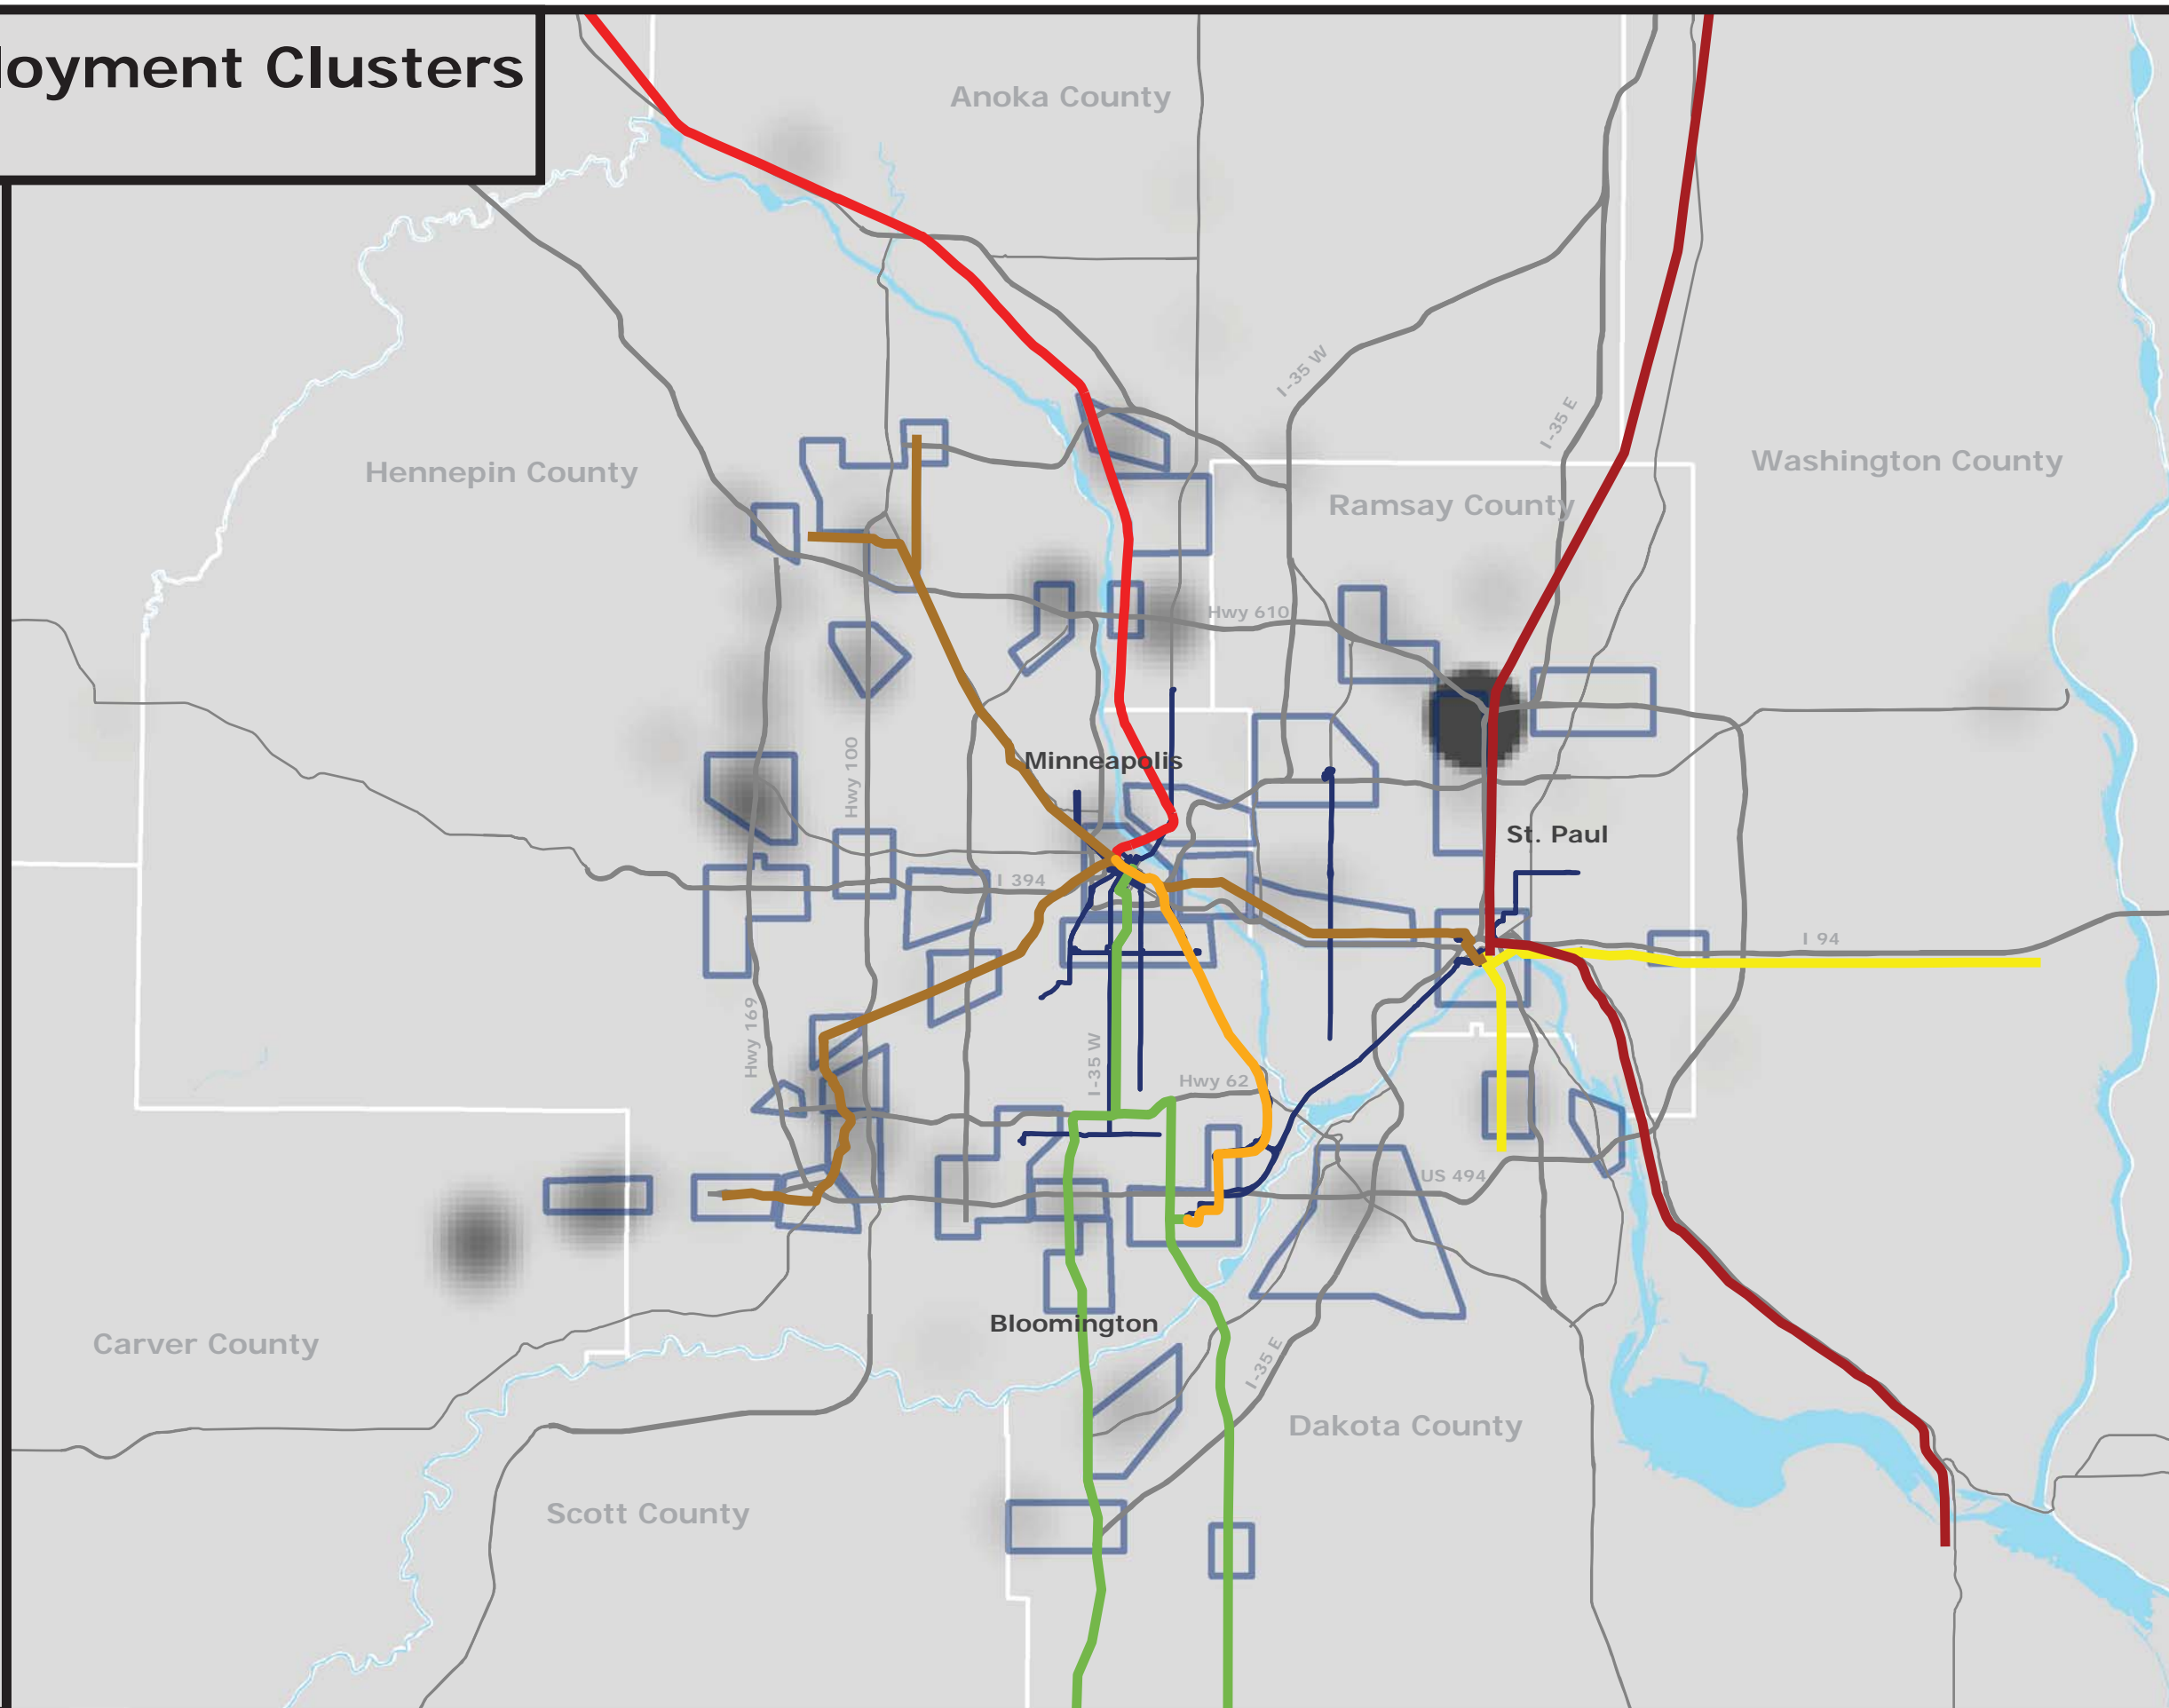 loyment Clusters
Anoka County
I-35 W
I-35 E
Hennepin County
Washington County
Ramsay County
Hwy 610
Minneapolis
Hwy 100
St. Paul
I 394
I 94
Hwy 169
I-35 W
Hwy 62
US 494
Bloomington
Carver County
I-35 E
Dakota County
Scott County